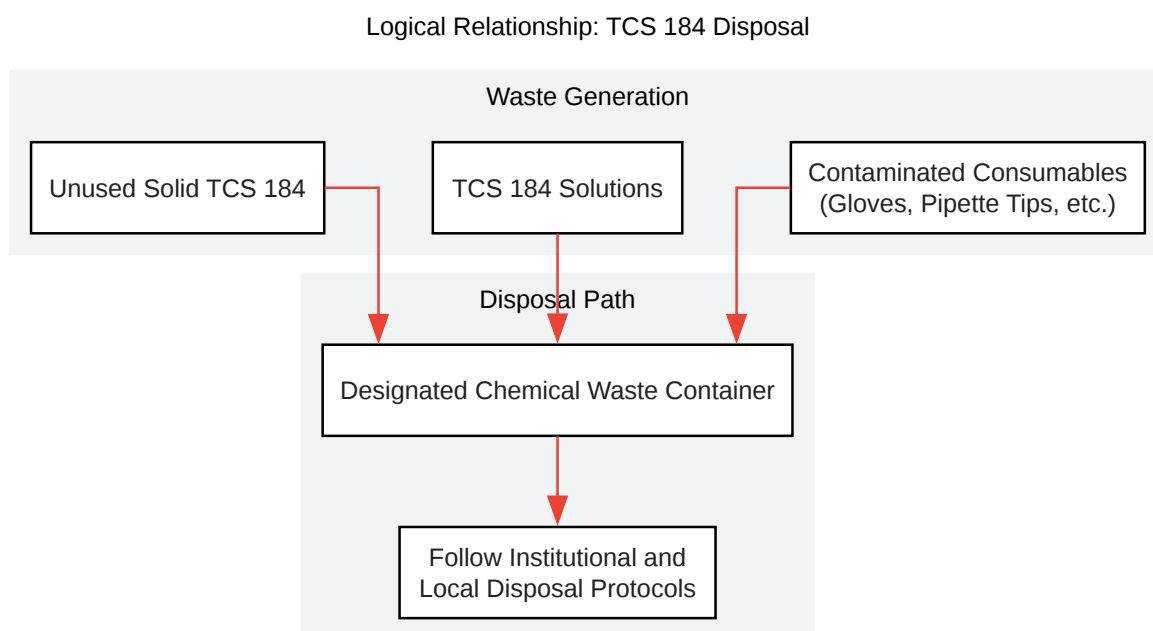 Logical Relationship: TCS 184 Disposal
Waste Generation
Unused Solid TCS 184
TCS 184 Solutions
Contaminated Consumables
(Gloves, Pipette Tips, etc.)
Disposal Path
Designated Chemical Waste Container
Follow Institutional and
Local Disposal Protocols